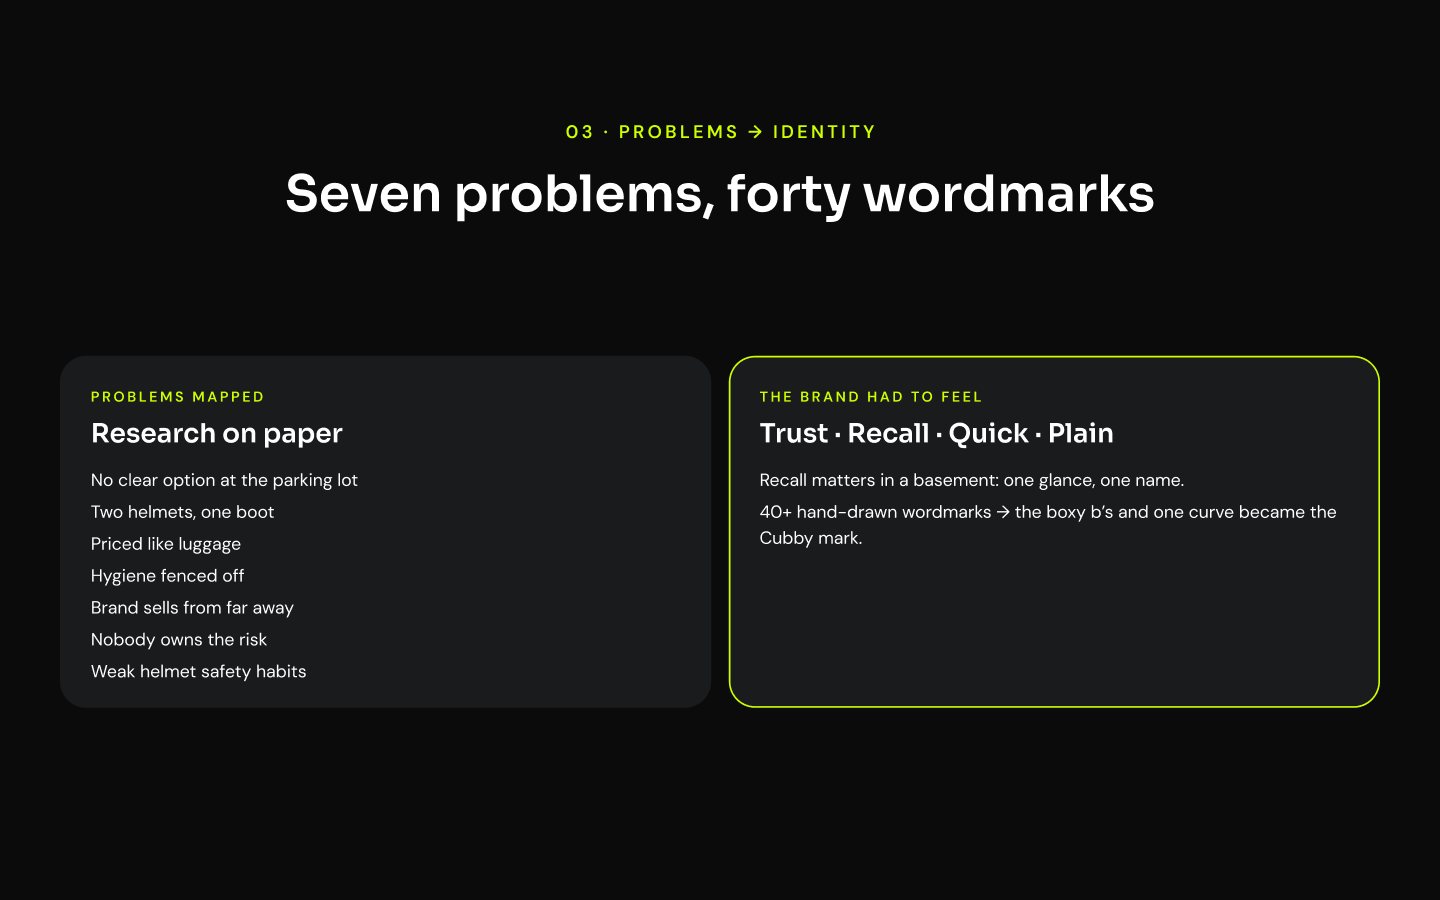 03 · PROBLEMS → IDENTITY
Seven problems, forty wordmarks
PROBLEMS MAPPED
Research on paper
No clear option at the parking lot
Two helmets, one boot
Priced like luggage
Hygiene fenced off
Brand sells from far away
Nobody owns the risk
Weak helmet safety habits
THE BRAND HAD TO FEEL
Trust · Recall · Quick · Plain
Recall matters in a basement: one glance, one name.
40+ hand-drawn wordmarks → the boxy b’s and one curve became the
Cubby mark.